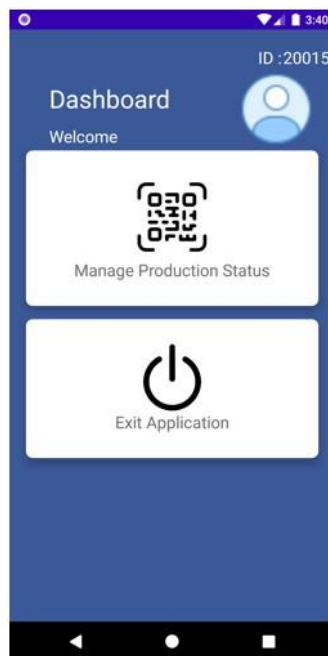 3:40
ID :20015
Dashboard
Welcome
Manage Production Status
Exit Application